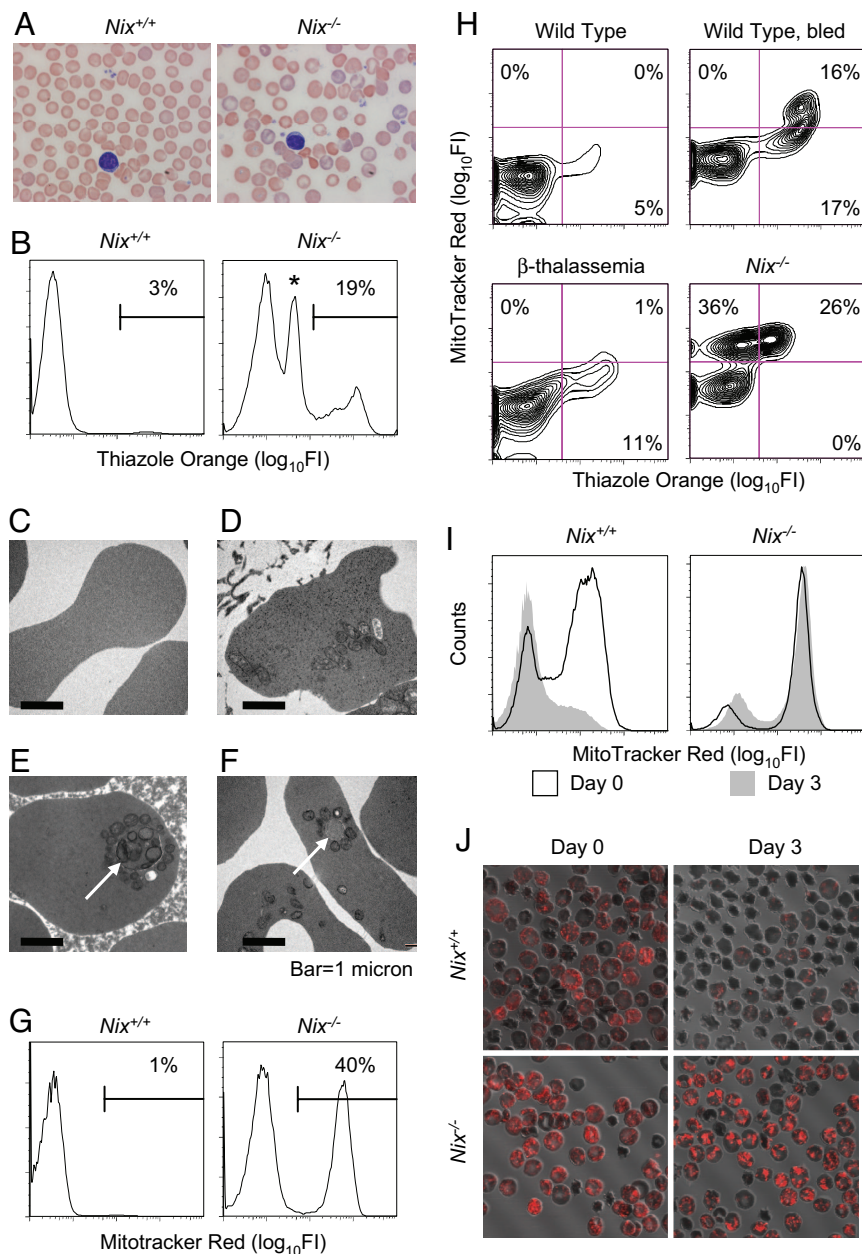 A
Nix+/+
Nix-/-
B
Nix+/+
Nix-/-
3%
*
19%
Thiazole Orange (log10FI)
C
D
E
F
Bar=1 micron
G
Nix+/+
Nix-/-
1%
40%
Mitotracker Red (log10FI)
H
Wild Type
Wild Type, bled
0%
0%
5%
0%
16%
17%
β-thalassemia
Nix-/-
0%
1%
11%
36%
26%
0%
MitoTracker Red (log10FI)
Thiazole Orange (log10FI)
I
Nix+/+
Nix-/-
Counts
MitoTracker Red (log10FI)
Day 0
Day 3
J
Day 0
Day 3
Nix+/+
Nix-/-